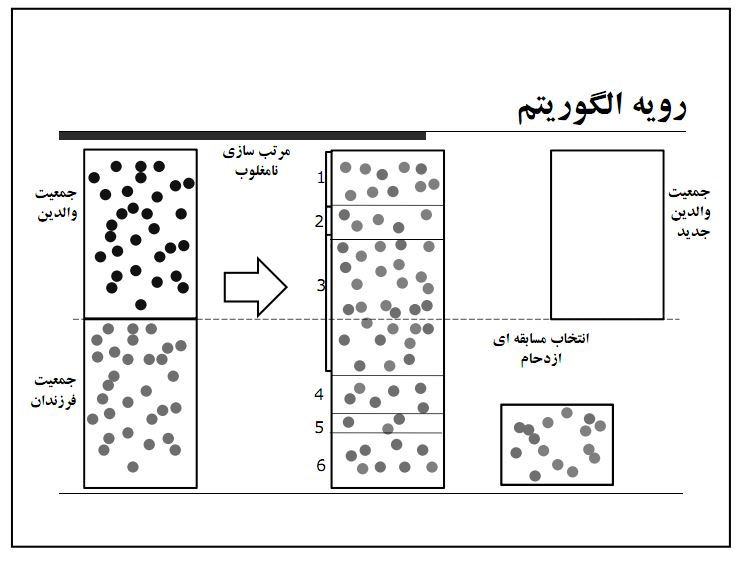 رویه الگوریتم
مرتب سازی
نامغلوب
جمعیت
والدین
جمعیت
والدین
جدید
1
2
3
انتخاب مسابقه ای
ازدحام
جمعیت
فرزندان
4
5
6